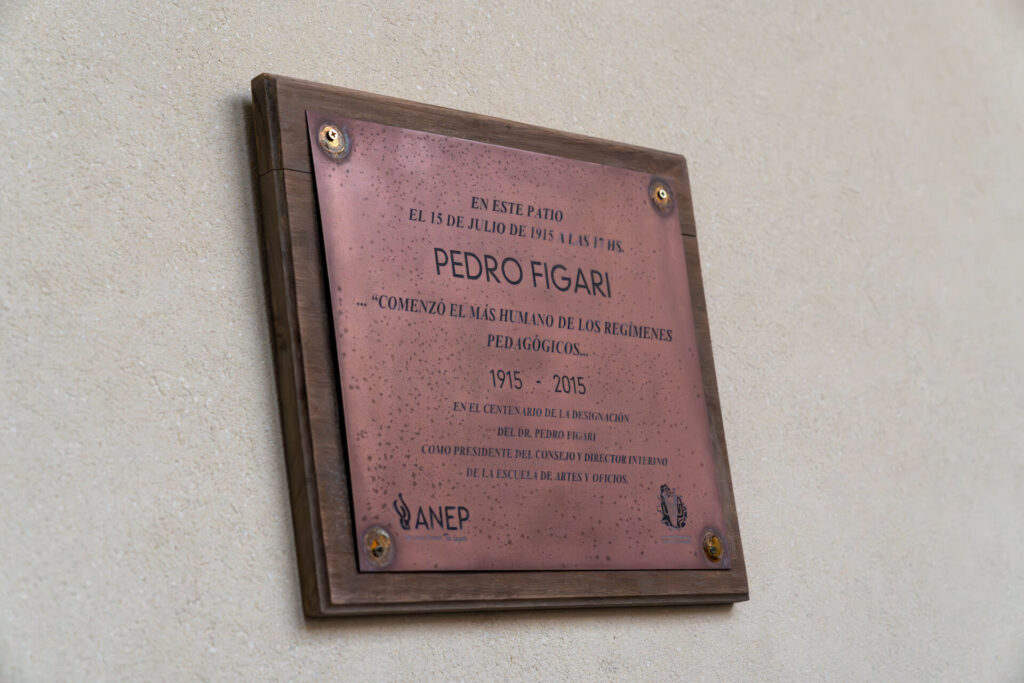 EN ESTE PATIO
EL 15 DE JULIO DE 1915 A LAS 17 HS.
PEDRO FIGARI
... “COMENZÓ EL MÁS HUMANO DE LOS REGÍMENES
PEDAGÓGICOS...
1915 - 2015
EN EL CENTENARIO DE LA DESIGNACIÓN
DEL DR. PEDRO FIGARI
COMO PRESIDENTE DEL CONSEJO Y DIRECTOR INTERINO
DE LA ESCUELA DE ARTES Y OFICIOS.
ANEP